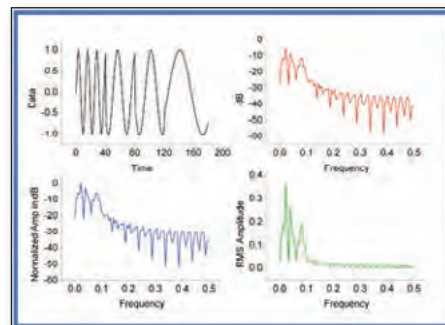 Data
1.0
0.5
0.0
-0.5
-1.0
0 40 80 120 160 200
Time
dB
0
-10
-20
-30
-40
-50
-60
0.0 0.1 0.2 0.3 0.4 0.5
Frequency
Normalized Amp in dB
0
-10
-20
-30
-40
-50
-60
0.0 0.1 0.2 0.3 0.4 0.5
Frequency
RMS Amplitude
0.4
0.3
0.2
0.1
0.0
0.0 0.1 0.2 0.3 0.4 0.5
Frequency